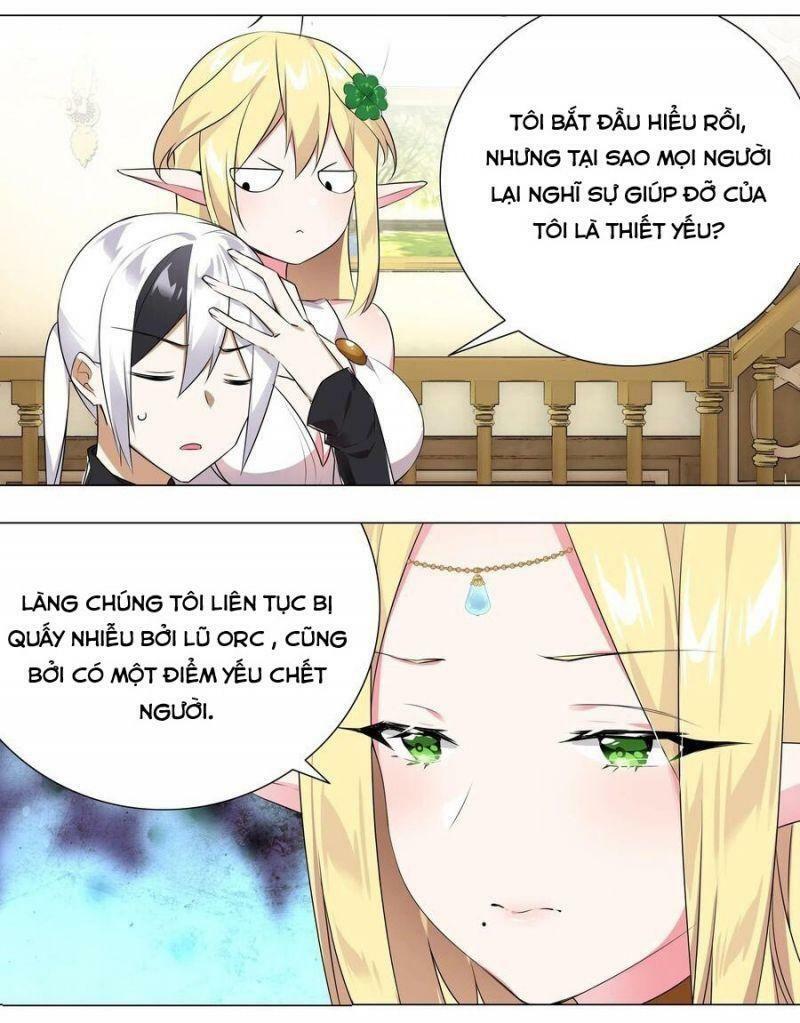 TÔI BẮT ĐẦU HIỂU RỒI,
NHƯNG TẠI SAO MỌI NGƯỜI
LẠI NGHĨ SỰ GIÚP ĐỠ CỦA
TÔI LÀ THIẾT YẾU?
LÀNG CHÚNG TÔI LIÊN TỤC BỊ
QUẤY NHIỄU BỞI LŨ ORC , CŨNG
BỞI CÓ MỘT ĐIỂM YẾU CHẾT
NGƯỜI.